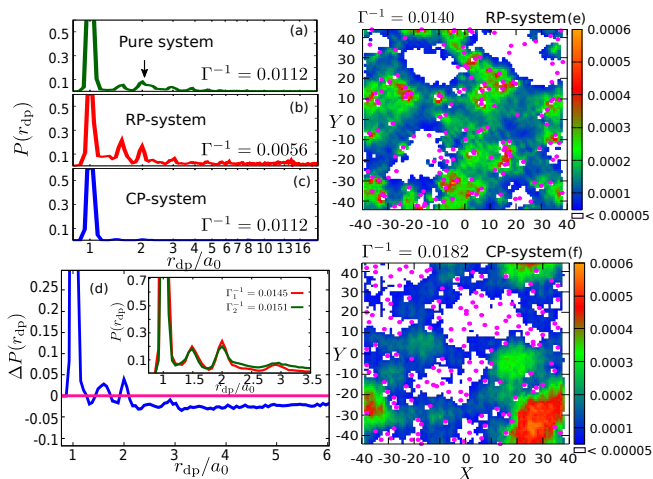 (a)
Pure system
Γ⁻¹ = 0.0112
0.5
0.3
0.1
(b)
RP-system
Γ⁻¹ = 0.0056
0.5
0.3
0.1
(c)
CP-system
Γ⁻¹ = 0.0112
0.5
0.3
0.1
P(r_dp)
1 2 3 4 5 6 7 8 10 13 16
r_dp/a₀
(d)
0.25
0.2
0.15
0.1
0.05
0
-0.05
-0.1
ΔP(r_dp)
1 2 3 4 5 6
r_dp/a₀
0.7
0.5
0.3
0.1
P(r_dp)
Γ₁⁻¹ = 0.0145
Γ₂⁻¹ = 0.0151
1.0 1.5 2.0 2.5 3.0 3.5
r_dp/a₀
Γ⁻¹ = 0.0140 RP-system (e)
40
30
20
10
Y 0
-10
-20
-30
-40
-40 -30 -20 -10 0 10 20 30 40
0.0006
0.0005
0.0004
0.0003
0.0002
0.0001
< 0.00005
Γ⁻¹ = 0.0182 CP-system (f)
40
30
20
10
Y 0
-10
-20
-30
-40
-40 -30 -20 -10 0 10 20 30 40
X
0.0006
0.0005
0.0004
0.0003
0.0002
0.0001
< 0.00005